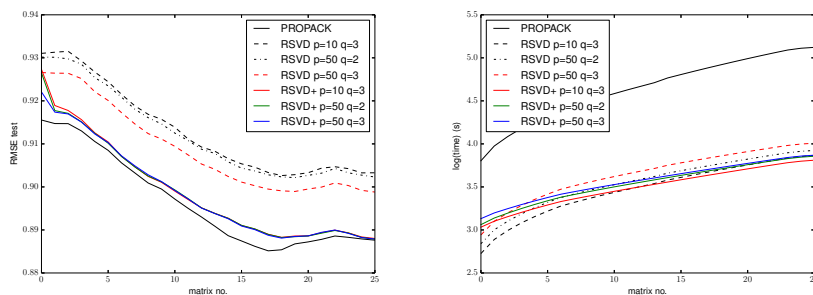 0.94
0.93
0.92
0.91
0.90
0.89
0.88
RMSE test
0 5 10 15 20 25
matrix no.
PROPACK
RSVD p=10 q=3
RSVD p=50 q=2
RSVD p=50 q=3
RSVD+ p=10 q=3
RSVD+ p=50 q=2
RSVD+ p=50 q=3
5.5
5.0
4.5
4.0
3.5
3.0
2.5
log(time) (s)
0 5 10 15 20 25
matrix no.
PROPACK
RSVD p=10 q=3
RSVD p=50 q=2
RSVD p=50 q=3
RSVD+ p=10 q=3
RSVD+ p=50 q=2
RSVD+ p=50 q=3